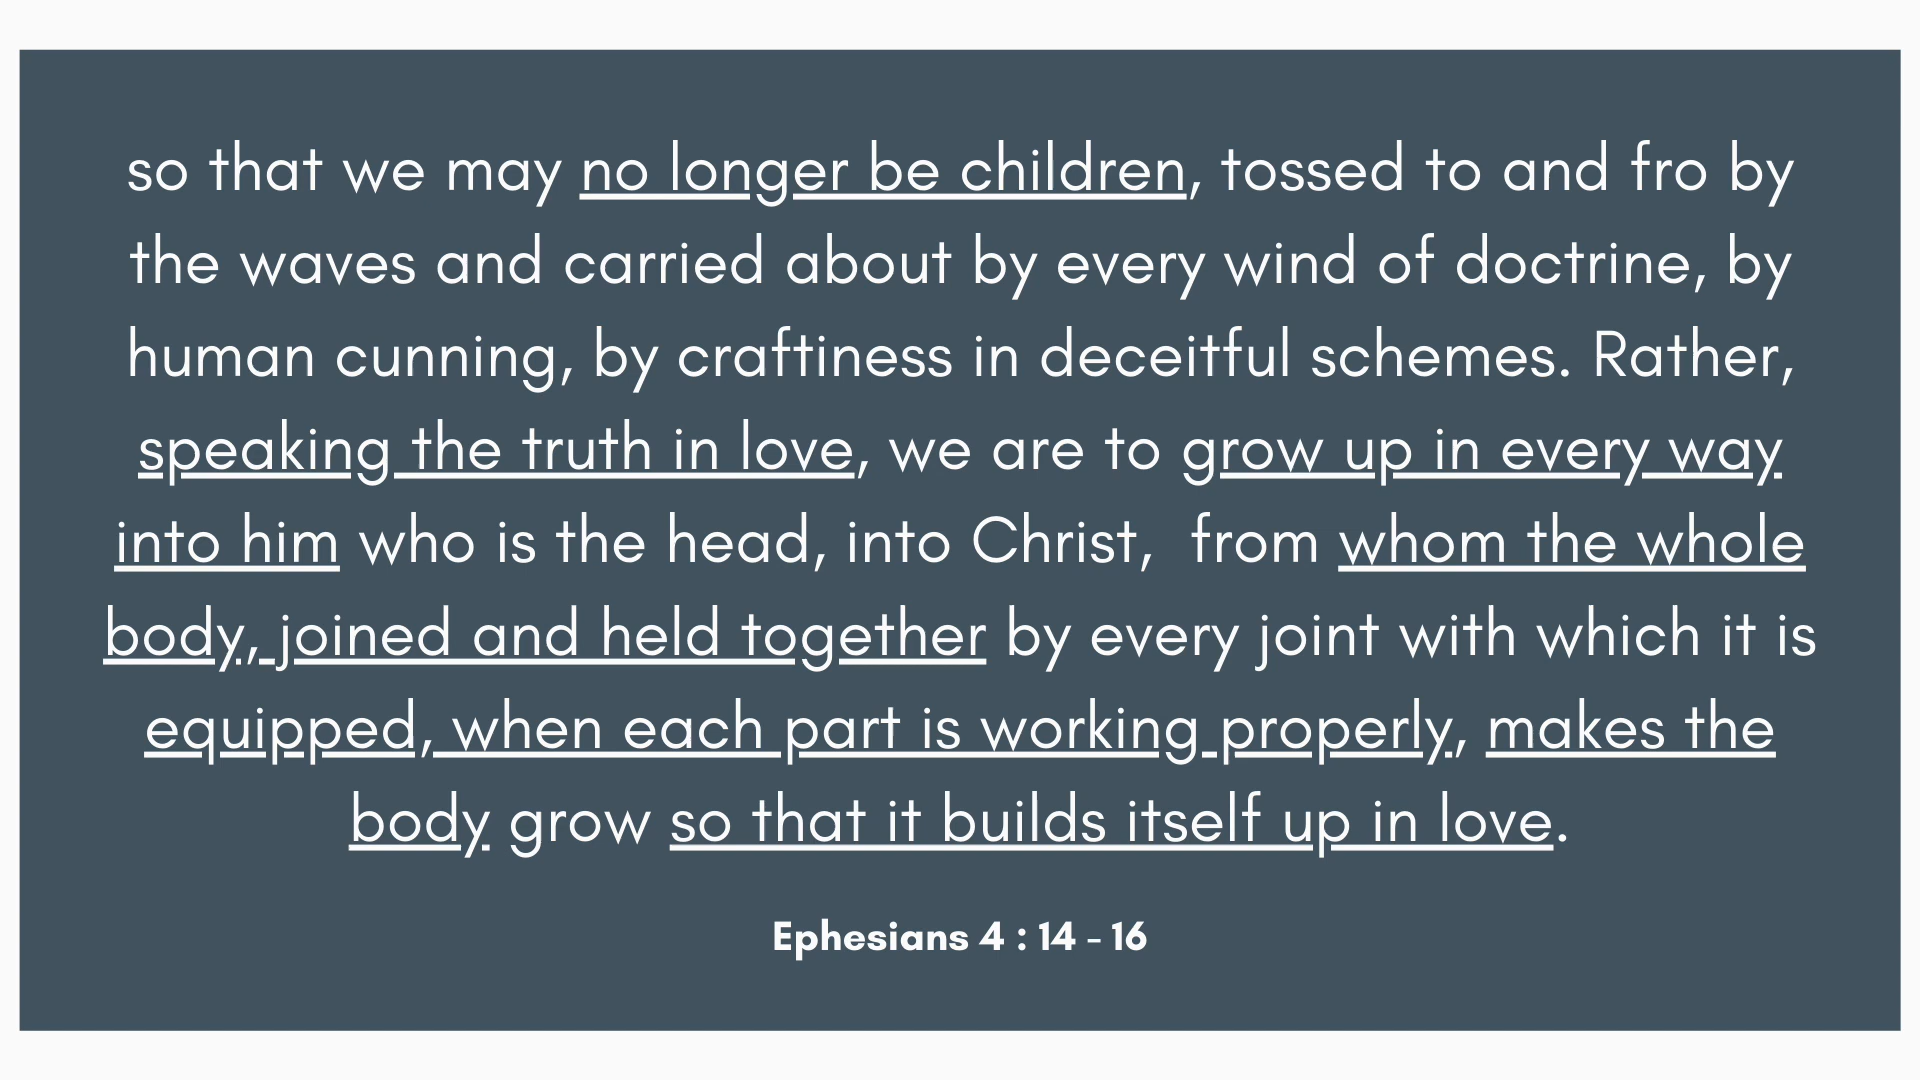 so that we may no longer be children, tossed to and fro by
the waves and carried about by every wind of doctrine, by
human cunning, by craftiness in deceitful schemes. Rather,
speaking the truth in love, we are to grow up in every way
into him who is the head, into Christ,  from whom the whole
body, joined and held together by every joint with which it is
equipped, when each part is working properly, makes the
body grow so that it builds itself up in love.
Ephesians 4 : 14 - 16